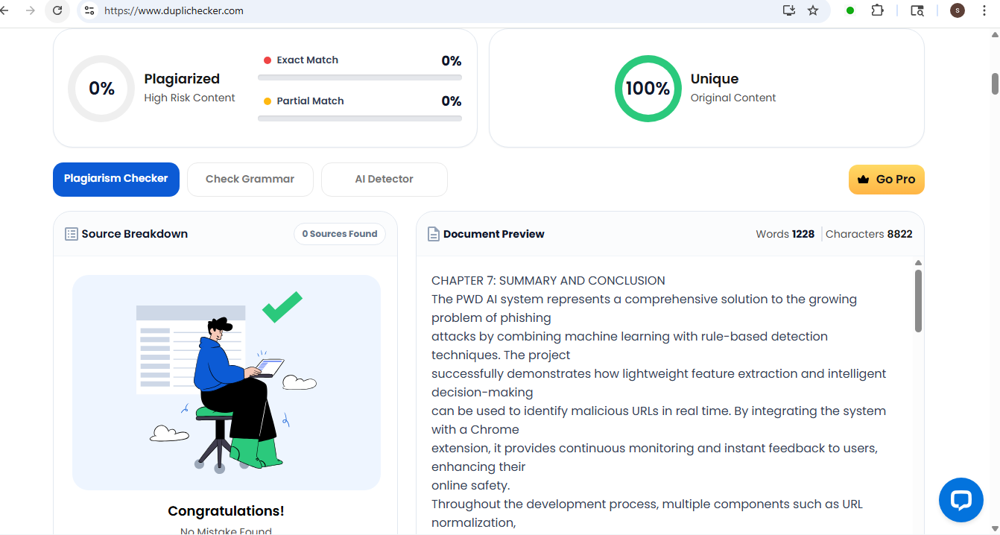 https://www.duplichecker.com
S
0%
Plagiarized
High Risk Content
Exact Match 0%
Partial Match 0%
100%
Unique
Original Content
Plagiarism Checker
Check Grammar
AI Detector
Go Pro
Source Breakdown
0 Sources Found
Congratulations!
No Mistake Found
Document Preview
Words 1228
Characters 8822
CHAPTER 7: SUMMARY AND CONCLUSION
The PWD AI system represents a comprehensive solution to the growing
problem of phishing
attacks by combining machine learning with rule-based detection
techniques. The project
successfully demonstrates how lightweight feature extraction and intelligent
decision-making
can be used to identify malicious URLs in real time. By integrating the system
with a Chrome
extension, it provides continuous monitoring and instant feedback to users,
enhancing their
online safety.
Throughout the development process, multiple components such as URL
normalization,